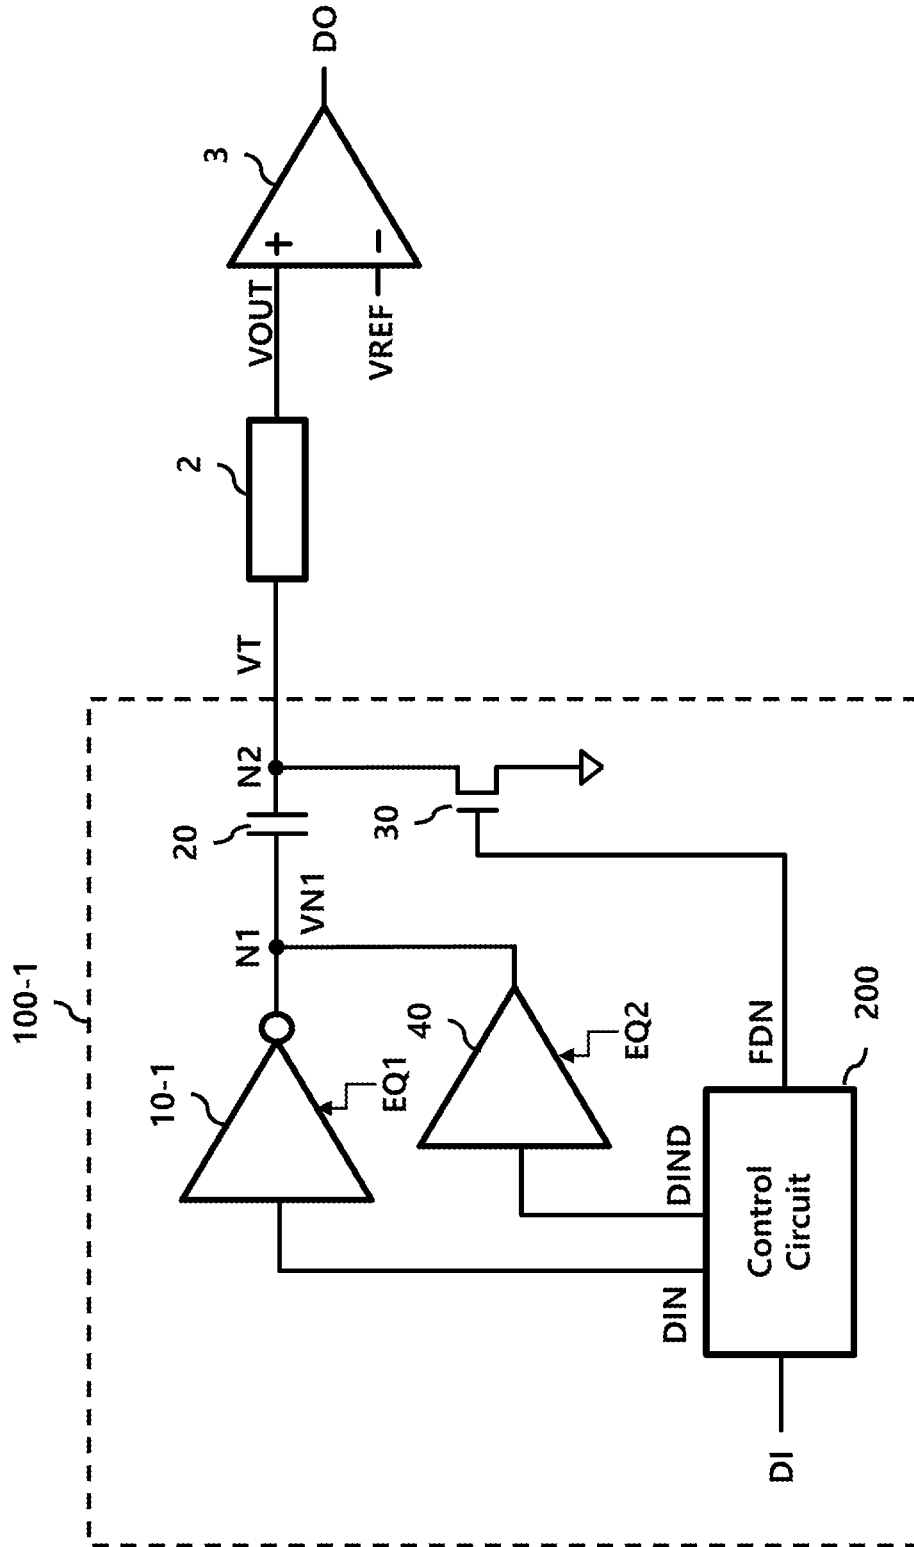 100-1
10-1
EQ1
N1
VN1
20
N2
VT
2
VOUT
3
+
−
VREF
DO
40
EQ2
30
DI
DIN
DIND
FDN
200
Control
Circuit